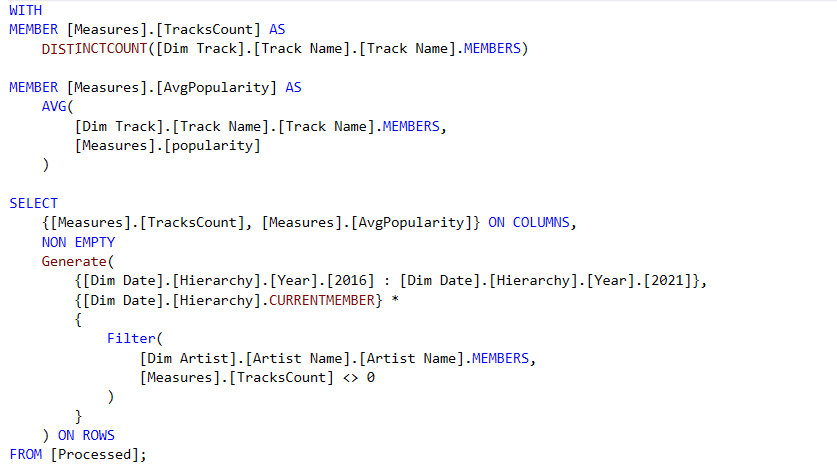 WITH
MEMBER [Measures].[TracksCount] AS
DISTINCTCOUNT([Dim Track].[Track Name].[Track Name].MEMBERS)
MEMBER [Measures].[AvgPopularity] AS
AVG(
[Dim Track].[Track Name].[Track Name].MEMBERS,
[Measures].[popularity]
)
SELECT
{[Measures].[TracksCount], [Measures].[AvgPopularity]} ON COLUMNS,
NON EMPTY
Generate(
{[Dim Date].[Hierarchy].[Year].[2016] : [Dim Date].[Hierarchy].[Year].[2021]},
{[Dim Date].[Hierarchy].CURRENTMEMBER} *
{
Filter(
[Dim Artist].[Artist Name].[Artist Name].MEMBERS,
[Measures].[TracksCount] <> 0
)
}
) ON ROWS
FROM [Processed];